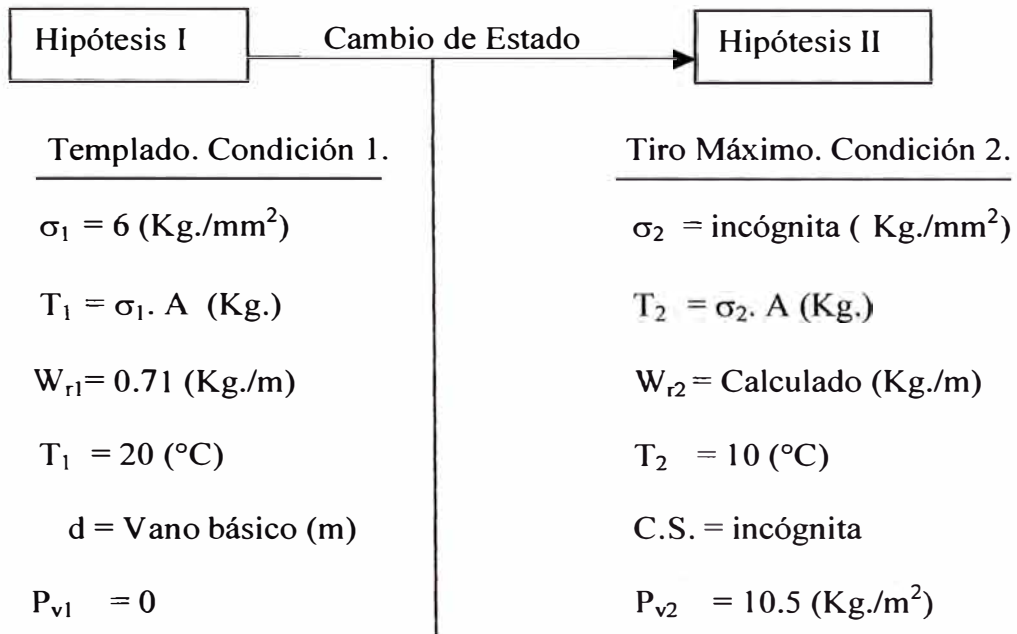 Hipótesis I Cambio de Estado Hipótesis II
Templado. Condición 1.
σ₁ = 6 (Kg./mm²)
T₁ = σ₁. A (Kg.)
Wᵣ₁= 0.71 (Kg./m)
T₁ = 20 (°C)
d = Vano básico (m)
Pᵥ₁ = 0
Tiro Máximo. Condición 2.
σ₂ = incógnita ( Kg./mm²)
T₂ = σ₂. A (Kg.)
Wᵣ₂ = Calculado (Kg./m)
T₂ = 10 (°C)
C.S. = incógnita
Pᵥ₂ = 10.5 (Kg./m²)